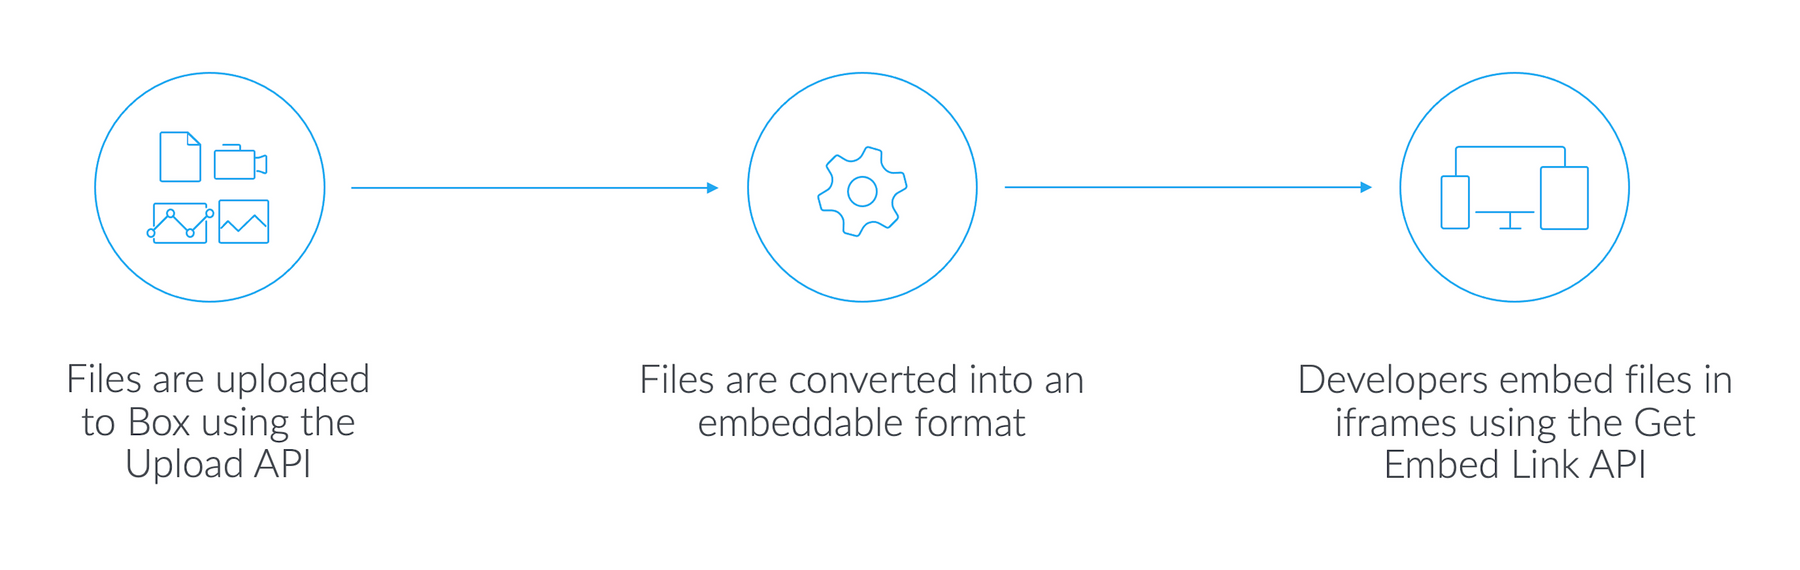 Files are uploaded
to Box using the
Upload API
Files are converted into an
embeddable format
Developers embed files in
iframes using the Get
Embed Link API